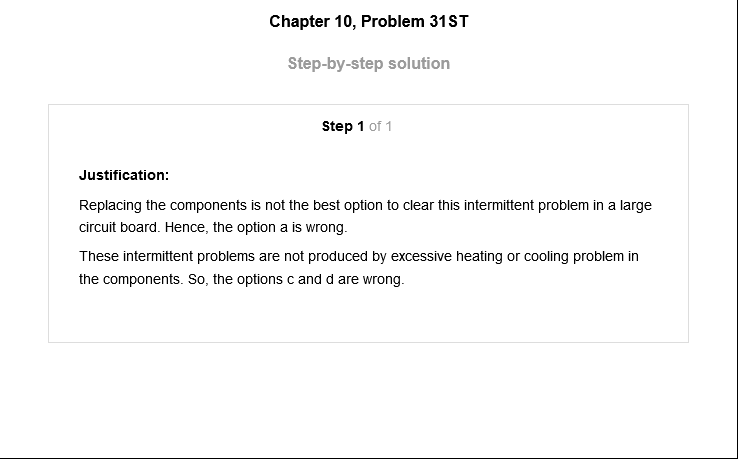 Chapter 10, Problem 31ST
Step-by-step solution
Step 1 of 1
Justification:
Replacing the components is not the best option to clear this intermittent problem in a large
circuit board. Hence, the option a is wrong.
These intermittent problems are not produced by excessive heating or cooling problem in
the components. So, the options c and d are wrong.